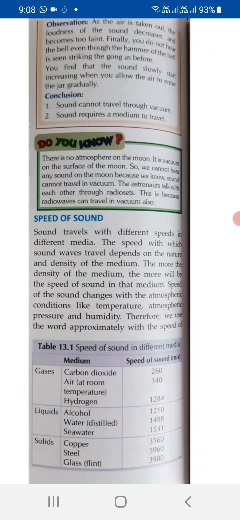 9:08
93%
Observation: As the air is taken out, the
loudness of the sound decreases and
becomes too faint. Finally, you do not hear
the bell even though the hammer of the bell
is seen striking the gong as before.
You find that the sound slowly
increasing when you allow the air to enter
the jar gradually.
Conclusion:
1. Sound cannot travel through vacuum.
2. Sound requires a medium to travel.
DO YOU KNOW ?
There is no atmosphere on the moon. It is vacuum
on the surface of the moon. So, we cannot hear
any sound on the moon because we know, sound
cannot travel in vacuum. The astronauts talk with
each other through radiosets. This is because
radiowaves can travel in vacuum also.
SPEED OF SOUND
Sound travels with different speeds in
different media. The speed with which
sound waves travel depends on the nature
and density of the medium. The more the
density of the medium, the more will be
the speed of sound in that medium. Speed
of the sound changes with the atmospheric
conditions like temperature, atmospheric
pressure and humidity. Therefore, we use
the word approximately with the speed of
Table 13.1 Speed of sound in different media
Medium Speed of sound
Gases Carbon dioxide 260
Air (at room 340
temperature)
Hydrogen 1284
Liquids Alcohol 1210
Water (distilled) 1498
Seawater 1531
Solids Copper 3560
Steel 5960
Glass (flint) 3980